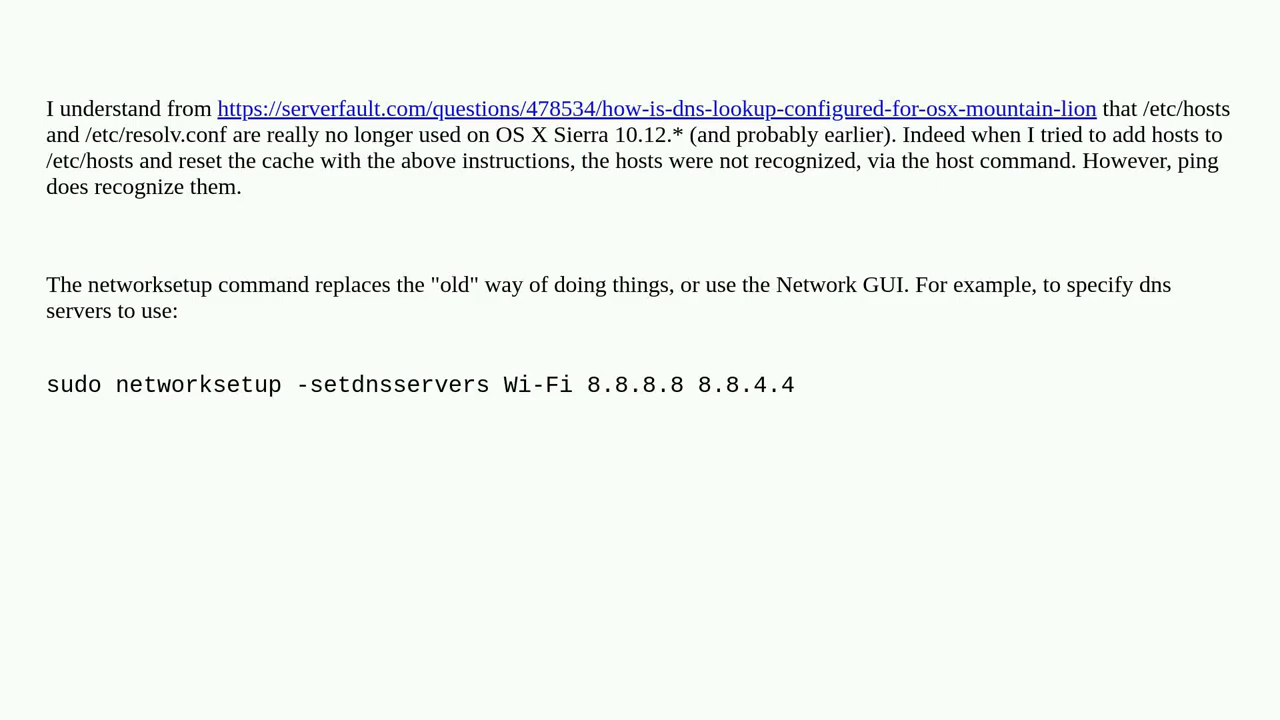 I understand from https://serverfault.com/questions/478534/how-is-dns-lookup-configured-for-osx-mountain-lion that /etc/hosts
and /etc/resolv.conf are really no longer used on OS X Sierra 10.12.* (and probably earlier). Indeed when I tried to add hosts to
/etc/hosts and reset the cache with the above instructions, the hosts were not recognized, via the host command. However, ping
does recognize them.
The networksetup command replaces the "old" way of doing things, or use the Network GUI. For example, to specify dns
servers to use:
sudo networksetup -setdnsservers Wi-Fi 8.8.8.8 8.8.4.4